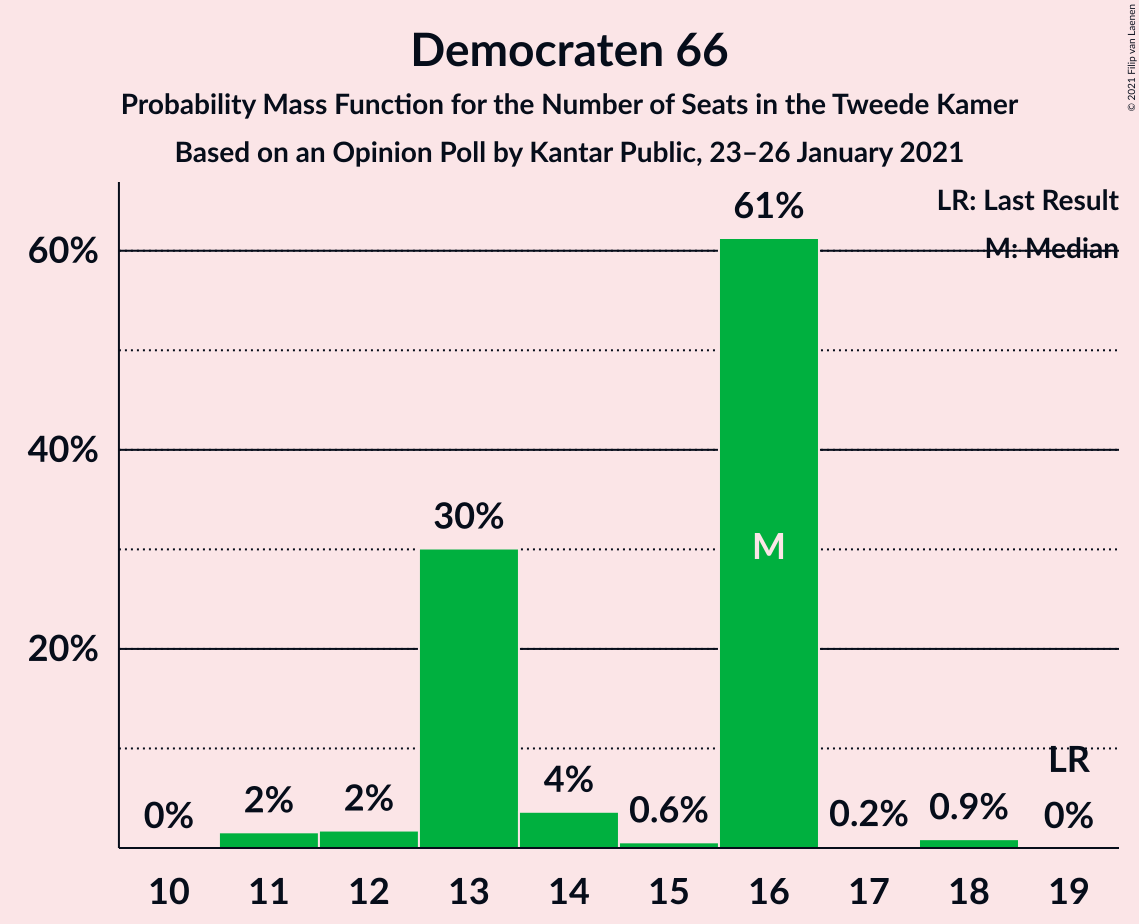 Democraten 66
Probability Mass Function for the Number of Seats in the Tweede Kamer
Based on an Opinion Poll by Kantar Public, 23–26 January 2021
© 2021 Filip van Laenen
LR: Last Result
M: Median
60%
40%
20%
0%
2%
2%
30%
4%
0.6%
61%
M
0.2%
0.9%
LR
0%
10 11 12 13 14 15 16 17 18 19